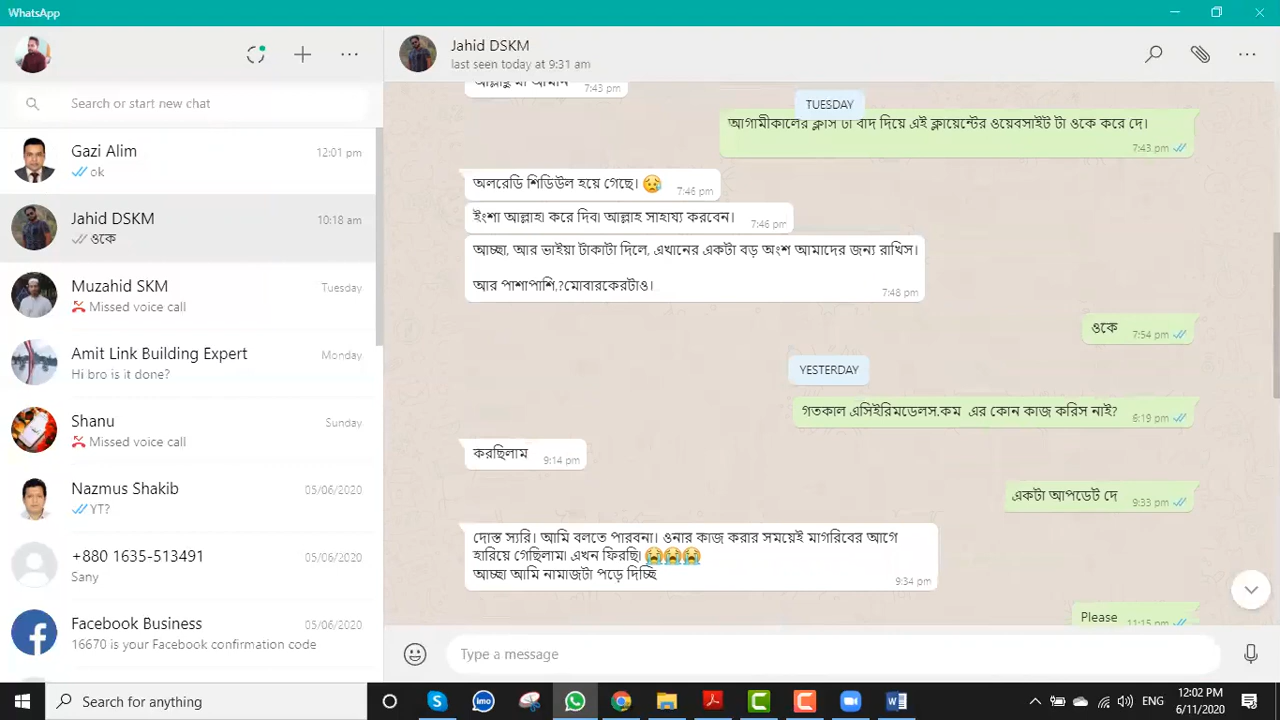 WhatsApp
Search or start new chat
Gazi Alim
12:01 pm
ok
Jahid DSKM
10:18 am
ওকে
Muzahid SKM
Tuesday
Missed voice call
Amit Link Building Expert
Monday
Hi bro is it done?
Shanu
Sunday
Missed voice call
Nazmus Shakib
05/06/2020
YT?
+880 1635-513491
05/06/2020
Sany
Facebook Business
05/06/2020
16670 is your Facebook confirmation code
Jahid DSKM
last seen today at 9:31 am
7:43 pm
TUESDAY
আগামীকালের ক্লাস টা বাদ দিয়ে এই ক্লায়েন্টের ওয়েবসাইট টা ওকে করে দে।
7:43 pm
অলরেডি শিডিউল হয়ে গেছে। 😥
7:46 pm
ইংশা আল্লাহ। করে দিব। আল্লাহ সাহায্য করবেন।
7:46 pm
আচ্ছা, আর ভাইয়া টাকাটা দিলে, এখানের একটা বড় অংশ আমাদের জন্য রাখিস।
আর পাশাপাশি,?মোবারকেরটাও।
7:48 pm
ওকে
7:54 pm
YESTERDAY
গতকাল এসিইরিমডেলস.কম এর কোন কাজ করিস নাই?
6:19 pm
করছিলাম
9:14 pm
একটা আপডেট দে
9:33 pm
দোস্ত স্যরি। আমি বলতে পারবনা। ওনার কাজ করার সময়েই মাগরিবের আগে
হারিয়ে গেছিলাম। এখন ফিরছি। 😭😭😭
আচ্ছা আমি নামাজটা পড়ে দিচ্ছি
9:34 pm
Please
11:15 pm
Type a message
Search for anything
ENG
12:02 PM
6/11/2020